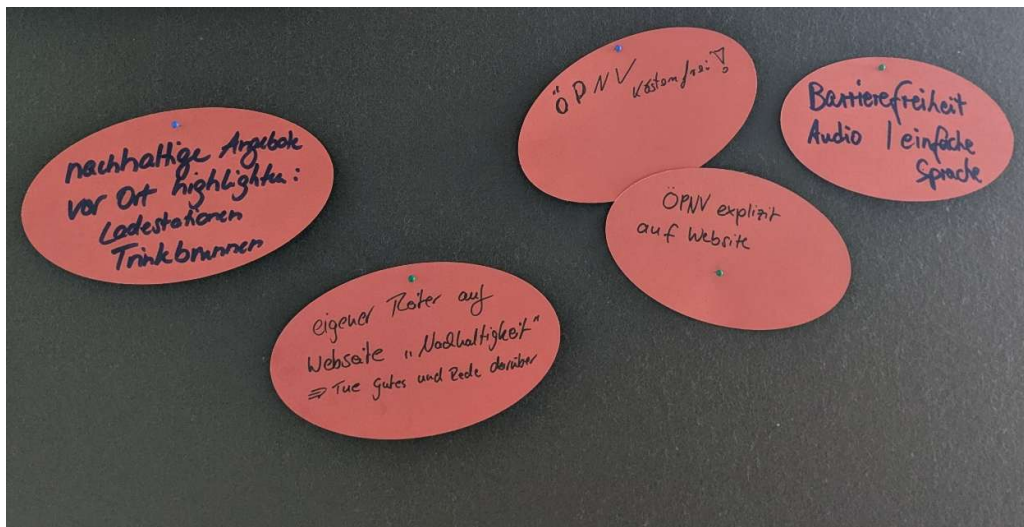 nachhaltige Angebote
vor Ort highlighten:
Ladestationen
Trinkbrunnen
eigener Reiter auf
Webseite „Nachhaltigkeit“
⇒ Tue Gutes und Rede darüber
ÖPNV kostenfrei!
ÖPNV explizit
auf Website
Barrierefreiheit
Audio | einfache
Sprache